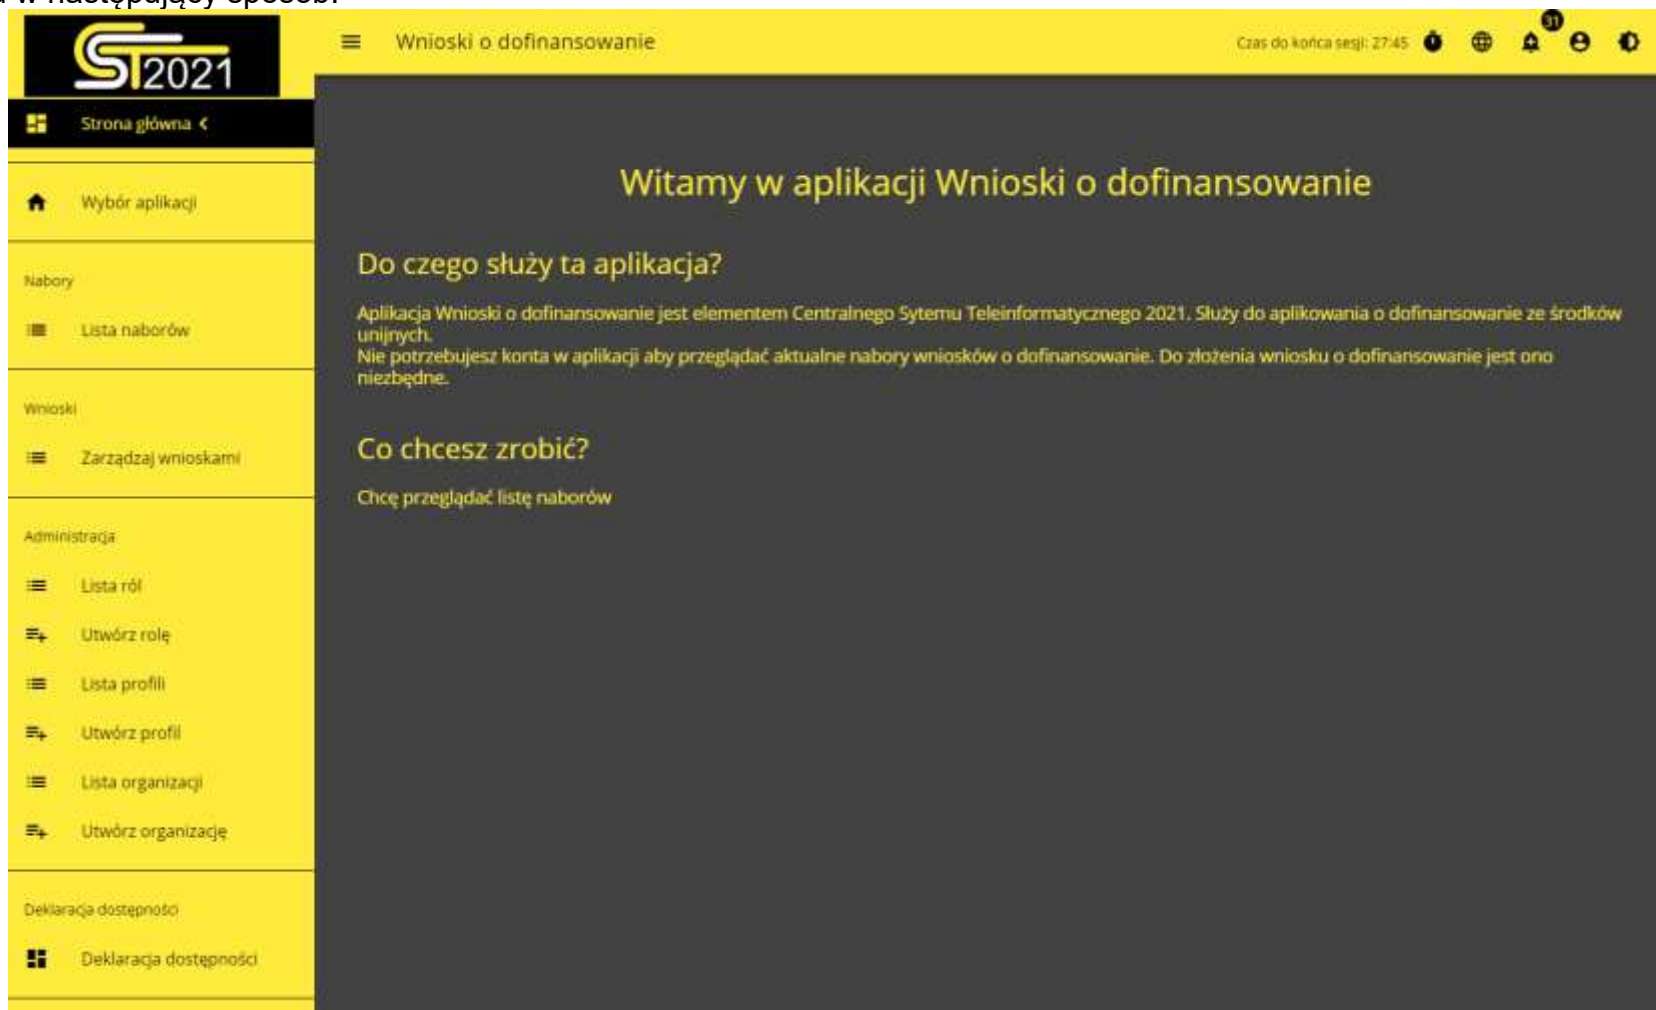 w następujący sposób:
ST2021
Wnioski o dofinansowanie
Czas do końca sesji: 27:45
31
Strona główna
Wybór aplikacji
Nabory
Lista naborów
Wnioski
Zarządzaj wnioskami
Administracja
Lista ról
Utwórz rolę
Lista profili
Utwórz profil
Lista organizacji
Utwórz organizację
Deklaracja dostępności
Deklaracja dostępności
Witamy w aplikacji Wnioski o dofinansowanie
Do czego służy ta aplikacja?
Aplikacja Wnioski o dofinansowanie jest elementem Centralnego Sytemu Teleinformatycznego 2021. Służy do aplikowania o dofinansowanie ze środków
unijnych.
Nie potrzebujesz konta w aplikacji aby przeglądać aktualne nabory wniosków o dofinansowanie. Do złożenia wniosku o dofinansowanie jest ono
niezbędne.
Co chcesz zrobić?
Chcę przeglądać listę naborów